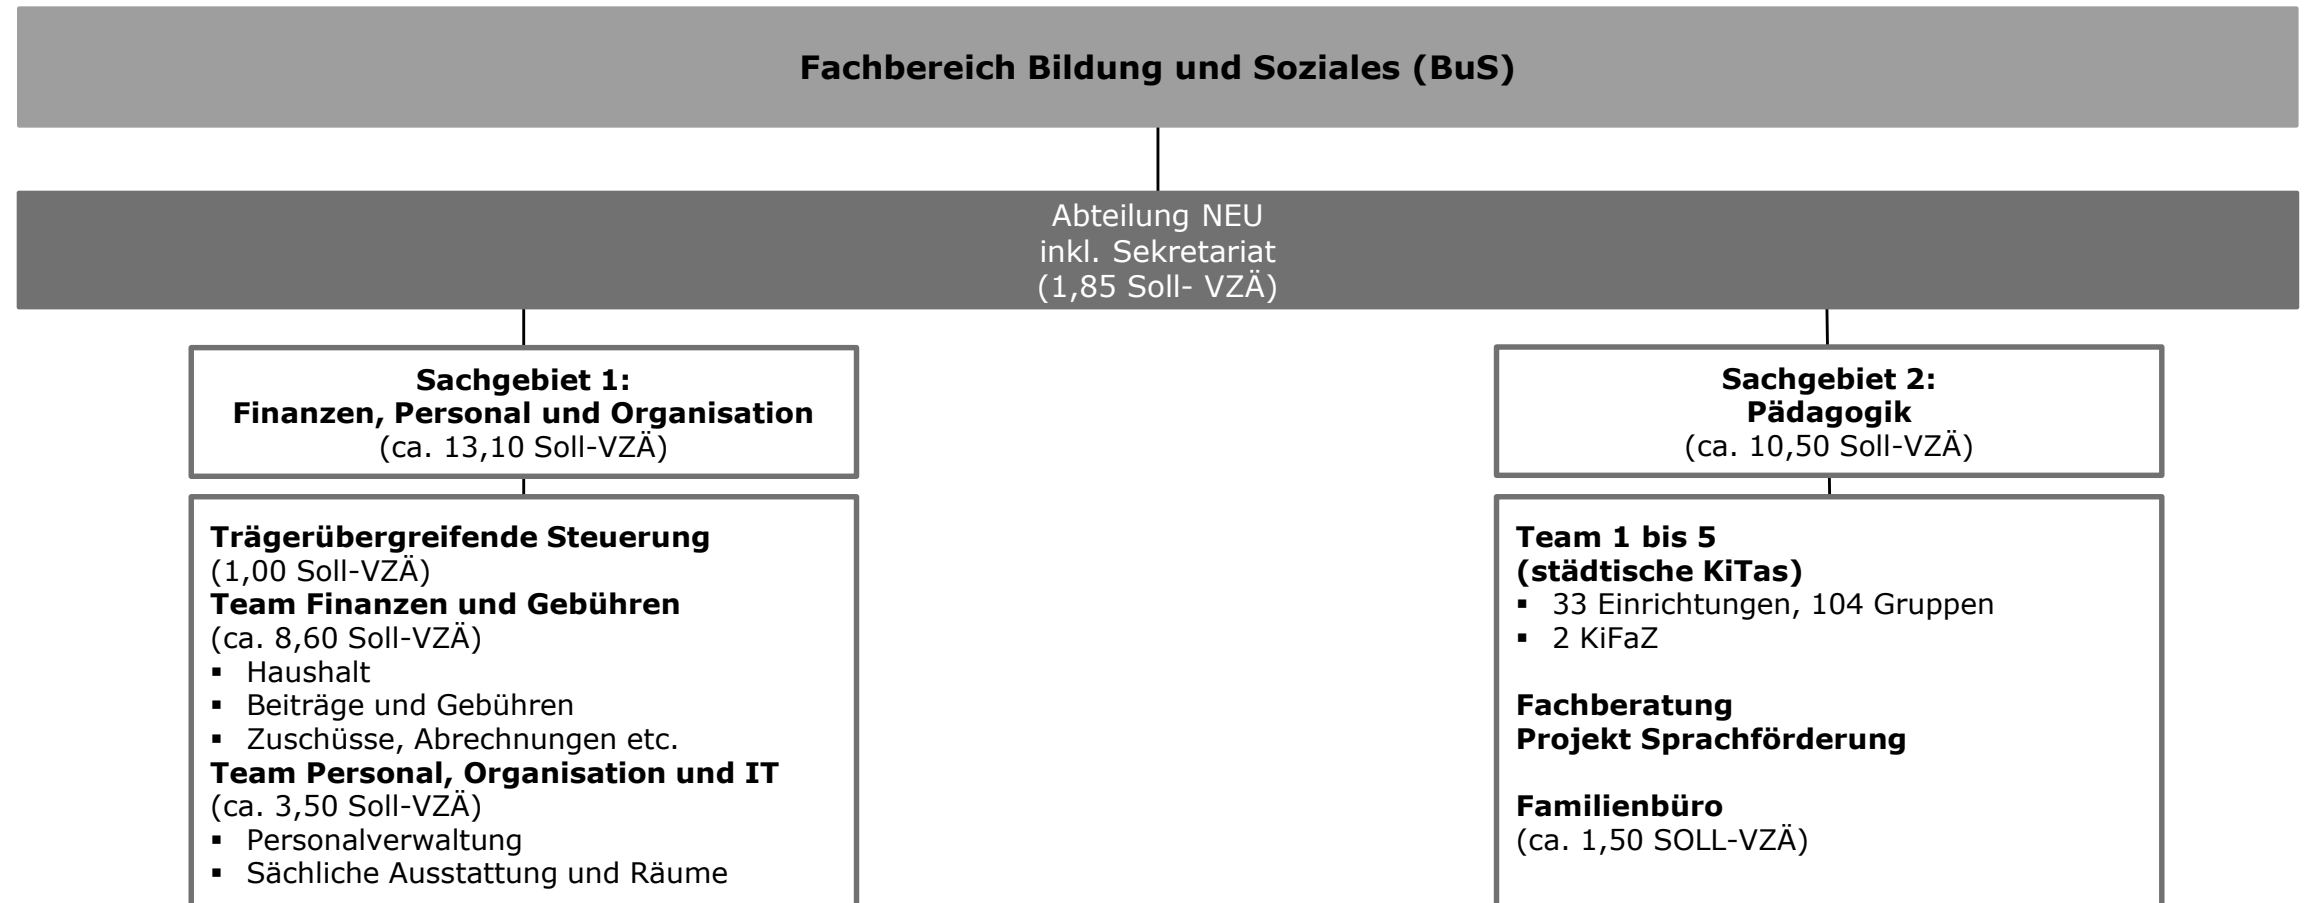 Fachbereich Bildung und Soziales (BuS)
Abteilung NEU
inkl. Sekretariat
(1,85 Soll- VZÄ)
Sachgebiet 1:
Finanzen, Personal und Organisation
(ca. 13,10 Soll-VZÄ)
Trägerübergreifende Steuerung
(1,00 Soll-VZÄ)
Team Finanzen und Gebühren
(ca. 8,60 Soll-VZÄ)
▪ Haushalt
▪ Beiträge und Gebühren
▪ Zuschüsse, Abrechnungen etc.
Team Personal, Organisation und IT
(ca. 3,50 Soll-VZÄ)
▪ Personalverwaltung
▪ Sächliche Ausstattung und Räume
Sachgebiet 2:
Pädagogik
(ca. 10,50 Soll-VZÄ)
Team 1 bis 5
(städtische KiTas)
▪ 33 Einrichtungen, 104 Gruppen
▪ 2 KiFaZ
Fachberatung
Projekt Sprachförderung
Familienbüro
(ca. 1,50 SOLL-VZÄ)